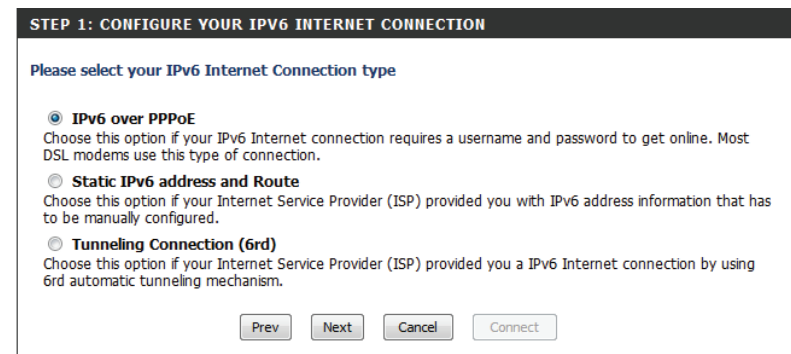 STEP 1: CONFIGURE YOUR IPV6 INTERNET CONNECTION
Please select your IPv6 Internet Connection type
IPv6 over PPPoE
Choose this option if your IPv6 Internet connection requires a username and password to get online. Most
DSL modems use this type of connection.
Static IPv6 address and Route
Choose this option if your Internet Service Provider (ISP) provided you with IPv6 address information that has
to be manually configured.
Tunneling Connection (6rd)
Choose this option if your Internet Service Provider (ISP) provided you a IPv6 Internet connection by using
6rd automatic tunneling mechanism.
Prev Next Cancel Connect